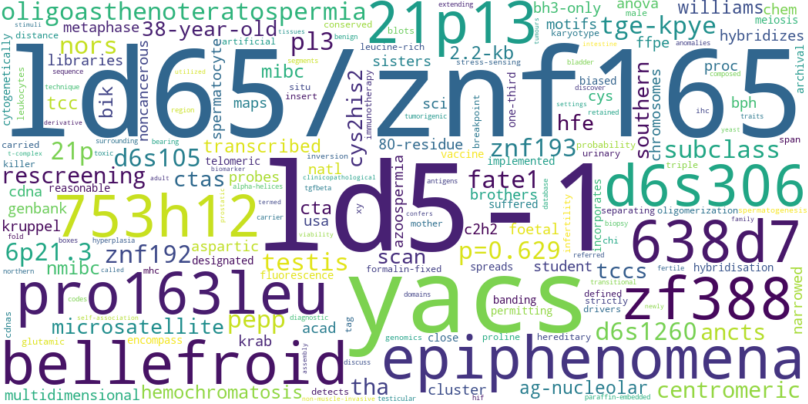 oligoasthenoteratospermia 21p13 bh3-only anova williams chem
metaphase 38-year-old pl3 tge-kpye motifs hybridizes
nors libraries 2.2-kb ffpe proc archival
ld65/znf165
tcc bik spermatocyte mibc sisters biased
noncancerous maps situ insert sci cys bph
cytogenetically leukocytes cys2his2 immunotherapy southern chromosomes
21p transcribed 80-residue hfe znf193 subclass
d6s105 telomeric probes natl
rescreening ctas ld5-1 fate1 d6s306
cdna reasonable genbank cta usa brothers suffered
753h12 azoospermia c2h2 foetal 638d7
kruppel 6p21.3 znf192 aspartic testis scan p=0.629 infertility
designated fluorescence student tccs zf388
nmibc formalin-fixed spreads banding permitting strictly defined drivers
pro163leu yacs d6s1260 ancts narrowed
microsatellite pepp acad krab
bellefroid epiphenomena
glutamic encompass tha cluster ag-nucleolar centromeric
multidimensional hemochromatosis detects
stimuli distance artificial conserved blots leucine-rich extending male karyotype meiosis
stress-sensing intestine anomalies benign tissues
one-third breakpoint tumorigenic implemented vaccine urinary bladder
probability triple incorporates oligomerization separating database
hybridisation chi biopsy span ihc
carried killer t-complex toxic adult inversion biomarker
alpha-helices clinicopathological tgfbeta
mother carrier termed viability antigens confers xy
boxes hyperplasia fold northern called mhc
referred fertile hereditary transitional family newly
close proline codes self-association diagnostic domains genomics
tag assembly discuss testicular hif non-muscle-invasive paraffin-embedded
cdnas sequence technique derivative surrounding bearing region segments utilized
discover settings retained composed yeast tumours spermatogenesis prostatic